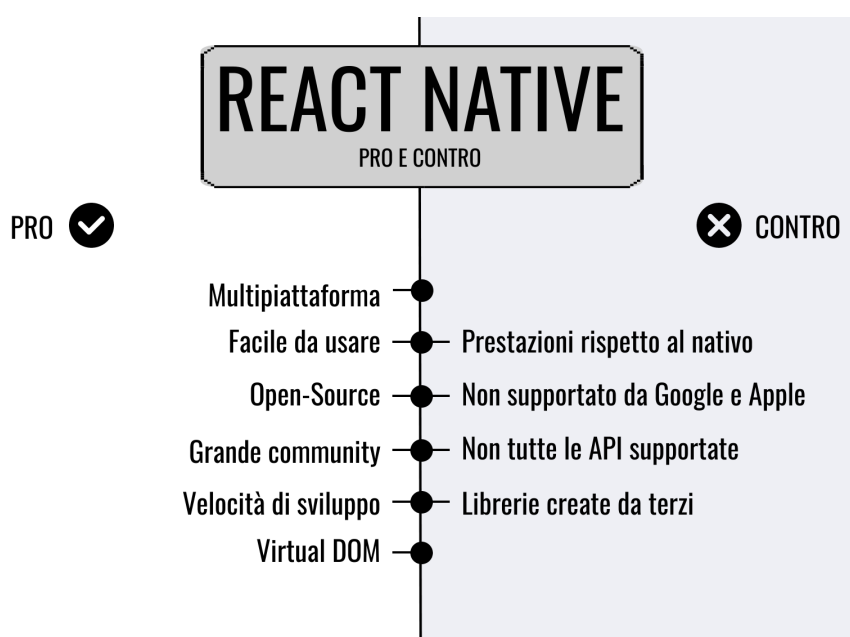 REACT NATIVE
PRO E CONTRO
PRO
CONTRO
Multipiattaforma
Facile da usare
Prestazioni rispetto al nativo
Open-Source
Non supportato da Google e Apple
Grande community
Non tutte le API supportate
Velocità di sviluppo
Librerie create da terzi
Virtual DOM